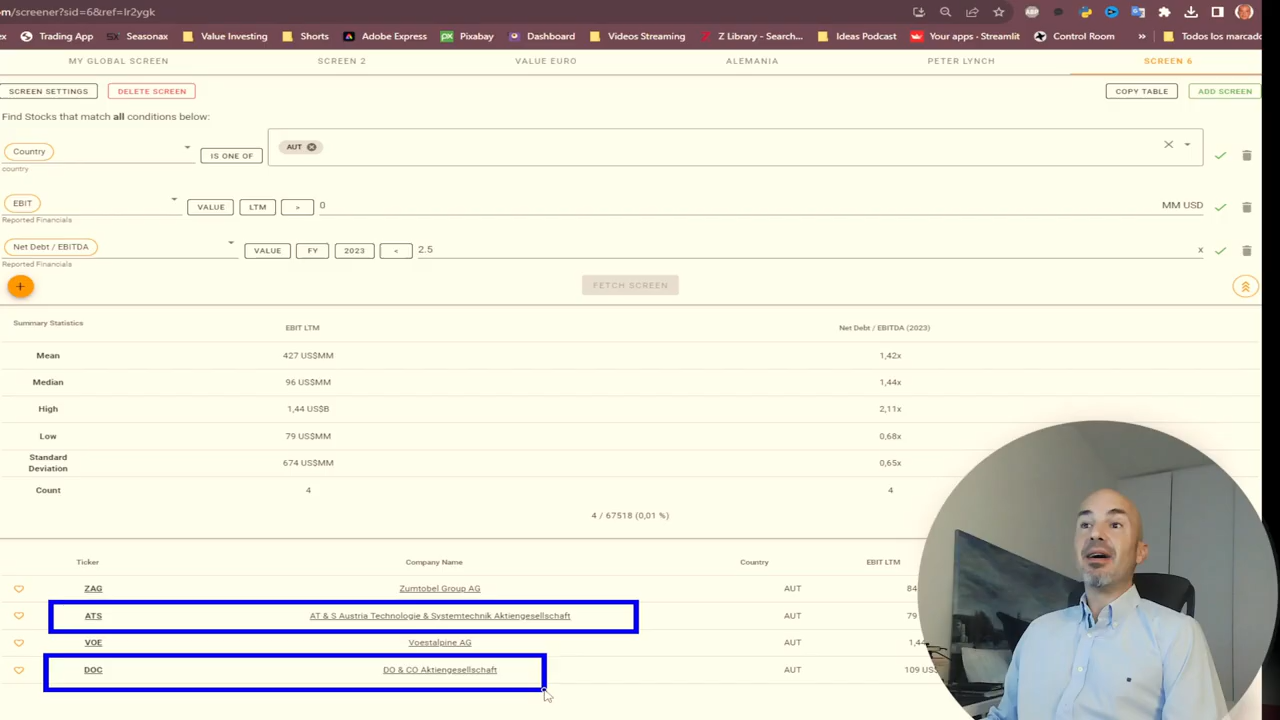 om/screener?sid=6&ref=lr2ygk
Trading App Seasonax Value Investing Shorts Adobe Express Pixabay Dashboard Videos Streaming Z Library - Search... Ideas Podcast Your apps - Streamlit Control Room » Todos los marcado
MY GLOBAL SCREEN SCREEN 2 VALUE EURO ALEMANIA PETER LYNCH SCREEN 6
SCREEN SETTINGS DELETE SCREEN COPY TABLE ADD SCREEN
Find Stocks that match all conditions below:
Country IS ONE OF AUT
country
EBIT VALUE LTM > 0 MM USD
Reported Financials
Net Debt / EBITDA VALUE FY 2023 < 2.5 x
Reported Financials
+ FETCH SCREEN
Summary Statistics EBIT LTM Net Debt / EBITDA (2023)
Mean 427 US$MM 1,42x
Median 96 US$MM 1,44x
High 1,44 US$B 2,11x
Low 79 US$MM 0,68x
Standard
Deviation 674 US$MM 0,65x
Count 4 4
4 / 67518 (0,01 %)
Ticker Company Name Country EBIT LTM
ZAG Zumtobel Group AG AUT 84
ATS AT & S Austria Technologie & Systemtechnik Aktiengesellschaft AUT 79
VOE Voestalpine AG AUT 1,44
DOC DO & CO Aktiengesellschaft AUT 109 US$